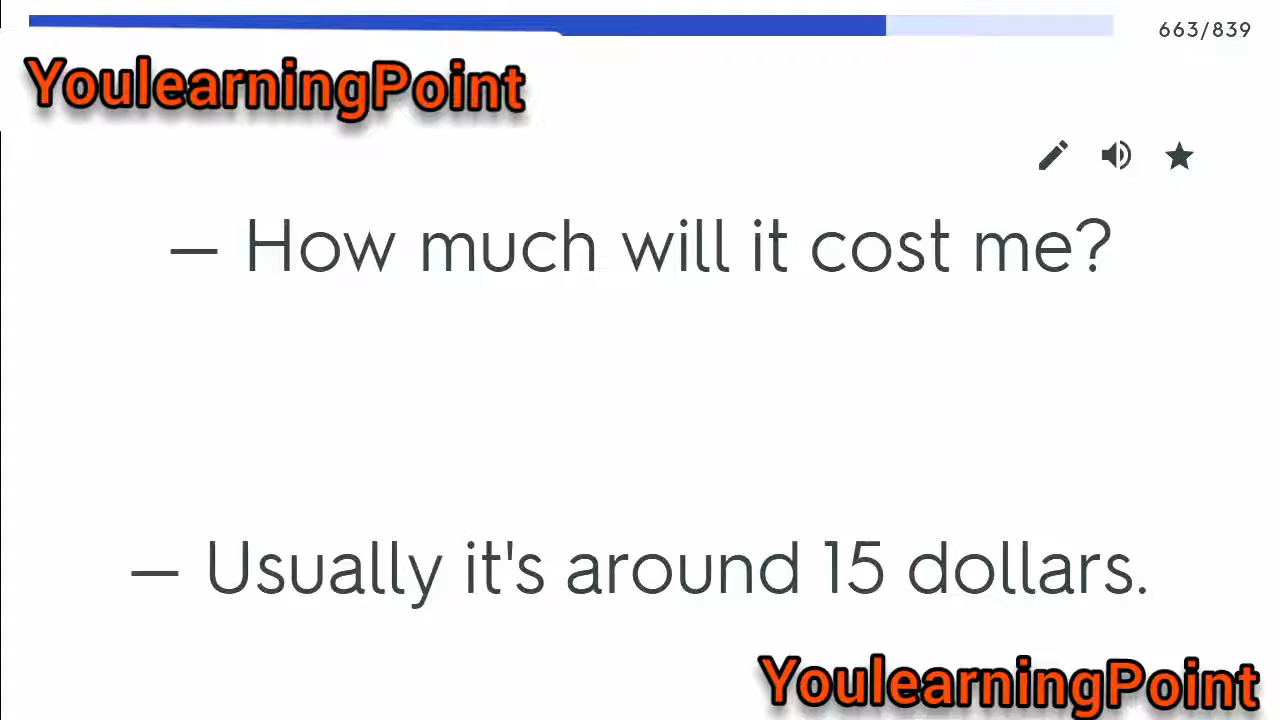 663/839
YoulearningPoint
— How much will it cost me?
— Usually it's around 15 dollars.
YoulearningPoint